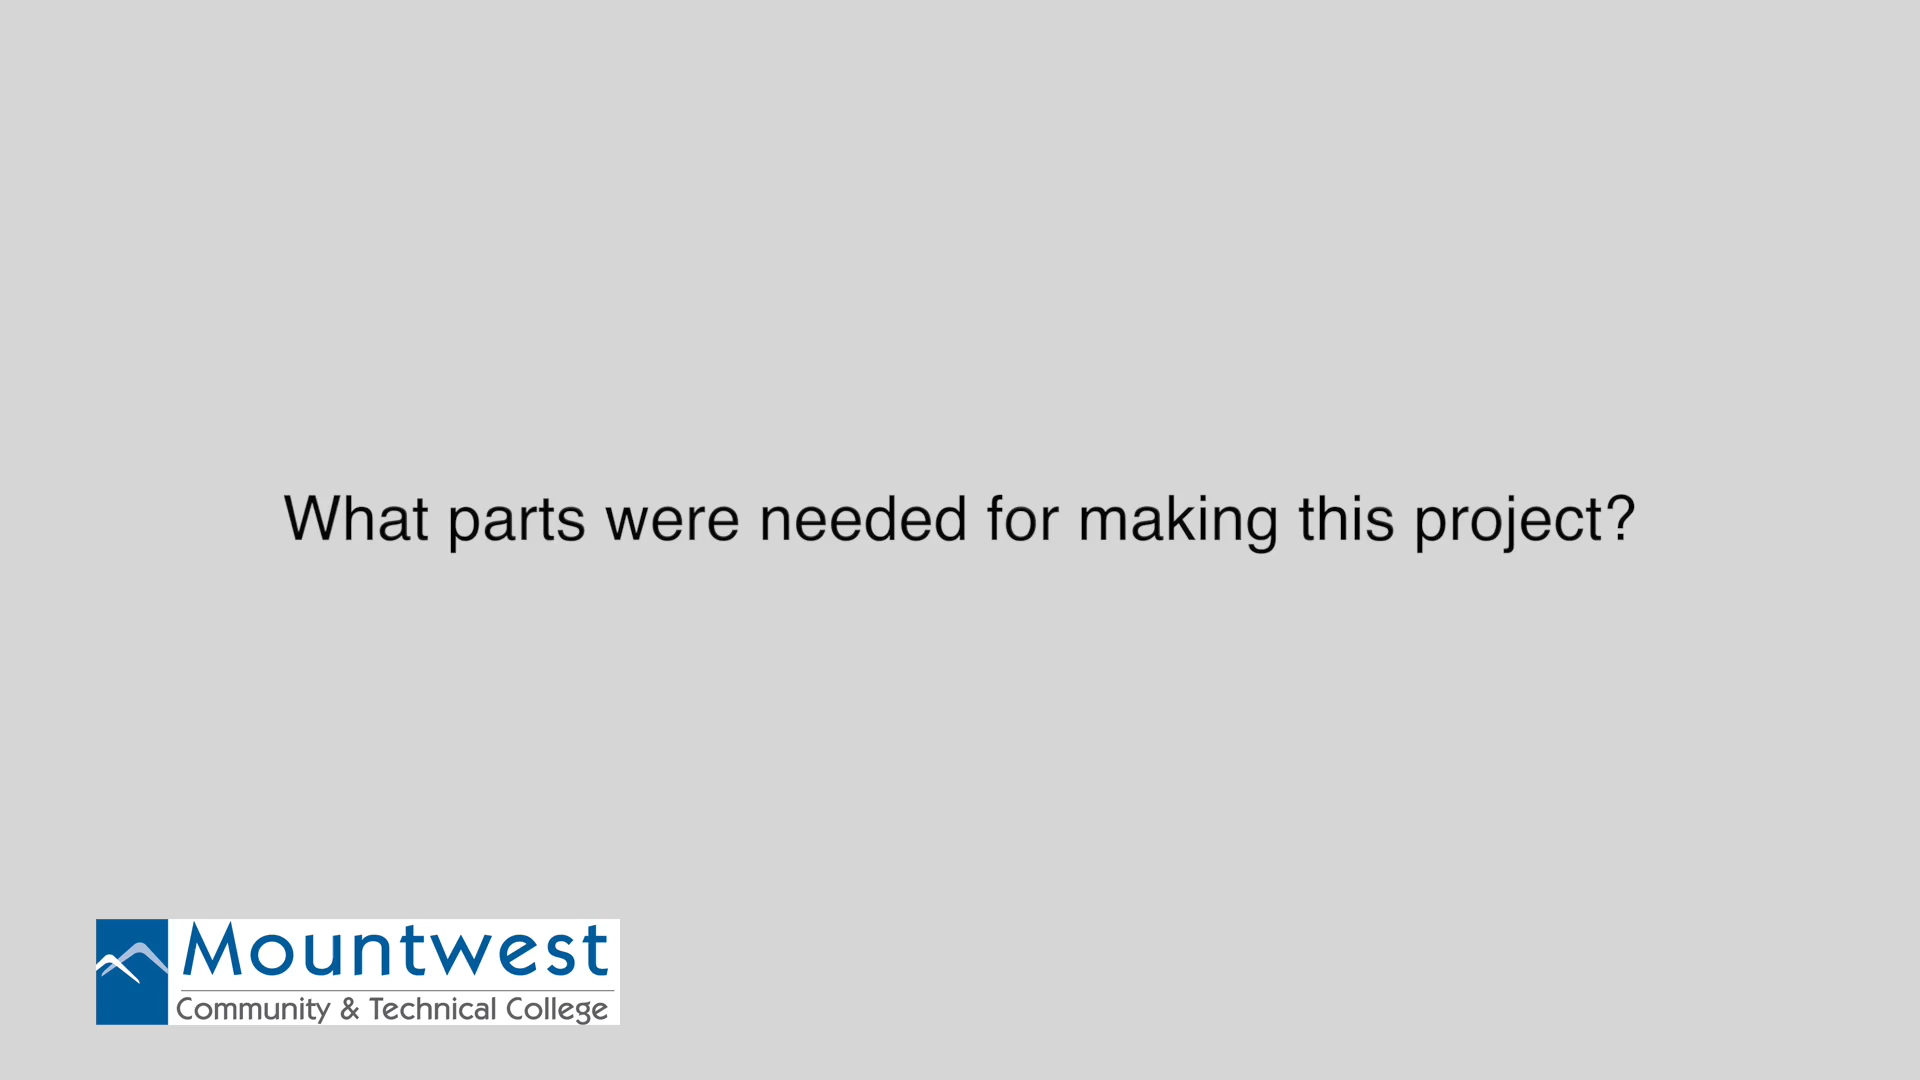 What parts were needed for making this project?
Mountwest
Community & Technical College